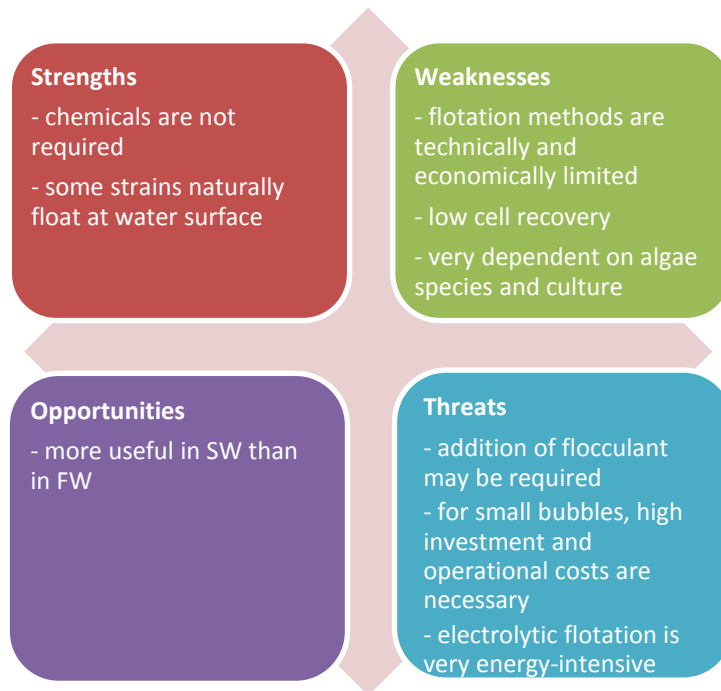 Strengths
- chemicals are not
required
- some strains naturally
float at water surface
Weaknesses
- flotation methods are
technically and
economically limited
- low cell recovery
- very dependent on algae
species and culture
Opportunities
- more useful in SW than
in FW
Threats
- addition of flocculant
may be required
- for small bubbles, high
investment and
operational costs are
necessary
- electrolytic flotation is
very energy-intensive